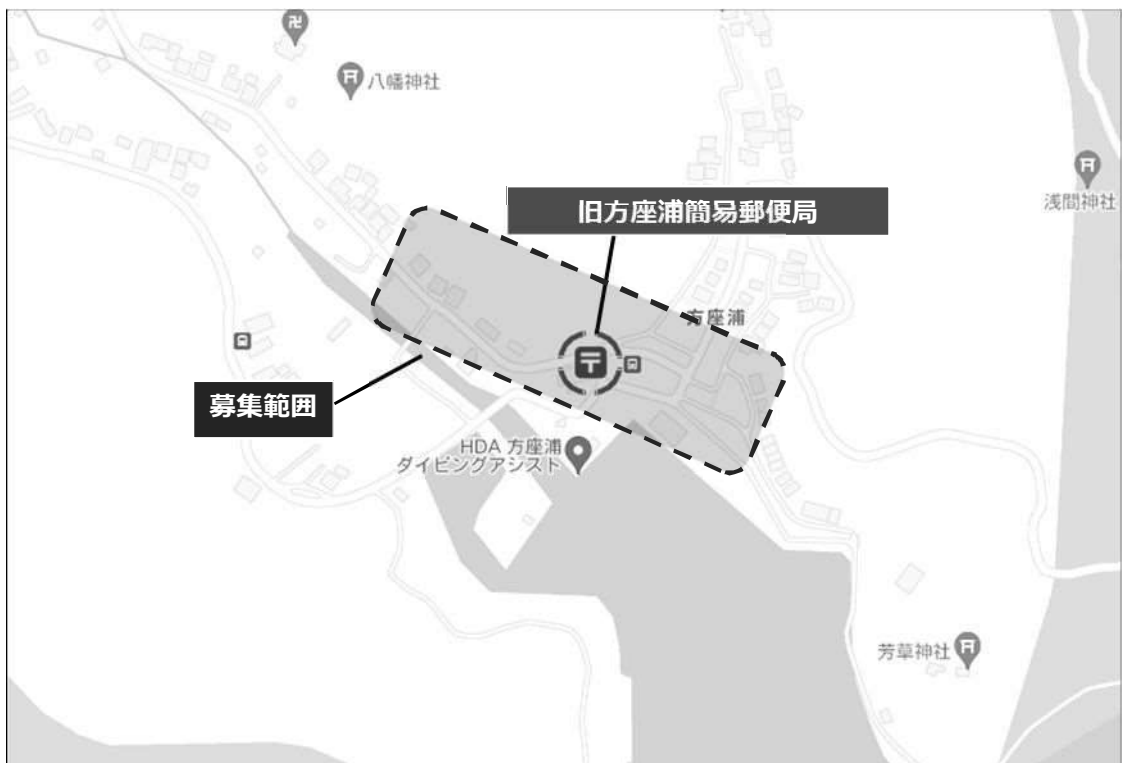 卍
八幡神社
浅間神社
旧方座浦簡易郵便局
方座浦
〒
募集範囲
HDA 方座浦
ダイビングアシスト
芳草神社